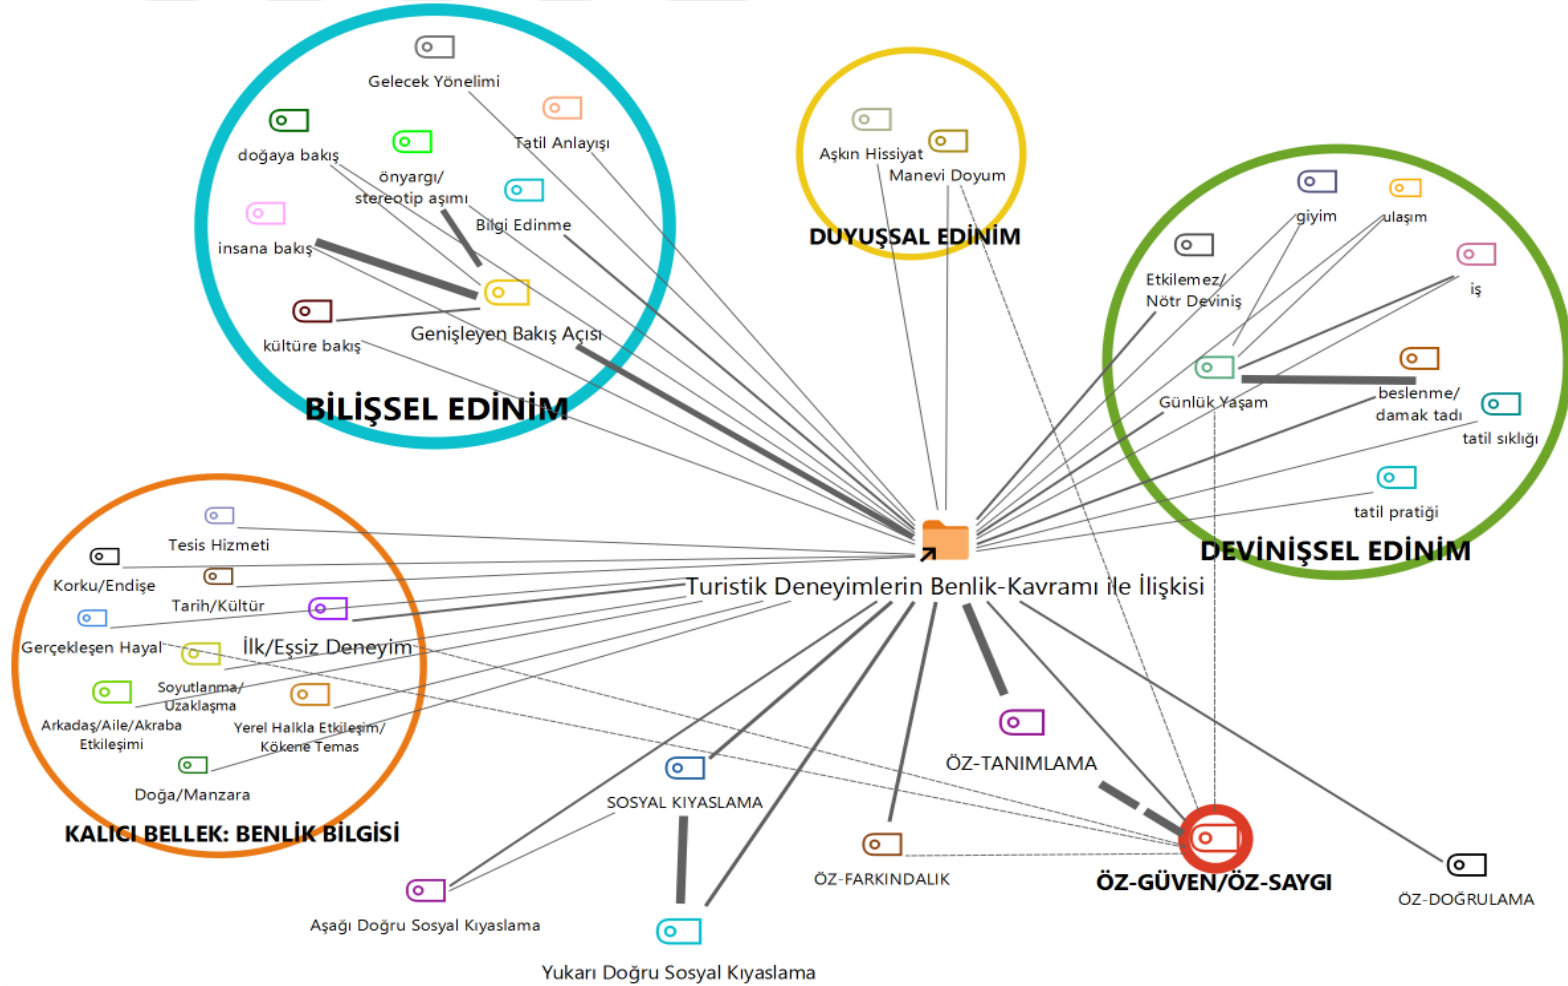 Gelecek Yönelimi
Tatil Anlayışı
doğaya bakış
önyargı/
stereotip aşımı
Bilgi Edinme
insana bakış
kültüre bakış
Genişleyen Bakış Açısı
BİLİŞSEL EDİNİM
Aşkın Hissiyat
Manevi Doyum
DUYUŞSAL EDİNİM
giyim
ulaşım
Etkilemez/
Nötr Deviniş
iş
Günlük Yaşam
beslenme/
damak tadı
tatil sıklığı
tatil pratiği
DEVİNİŞSEL EDİNİM
Turistik Deneyimlerin Benlik-Kavramı ile İlişkisi
Tesis Hizmeti
Korku/Endişe
Tarih/Kültür
Gerçekleşen Hayal
İlk/Eşsiz Deneyim
Soyutlanma/
Uzaklaşma
Arkadaş/Aile/Akraba
Etkileşimi
Yerel Halkla Etkileşim/
Kökene Temas
Doğa/Manzara
KALICI BELLEK: BENLİK BİLGİSİ
ÖZ-TANIMLAMA
SOSYAL KIYASLAMA
ÖZ-FARKINDALIK
ÖZ-GÜVEN/ÖZ-SAYGI
ÖZ-DOĞRULAMA
Aşağı Doğru Sosyal Kıyaslama
Yukarı Doğru Sosyal Kıyaslama